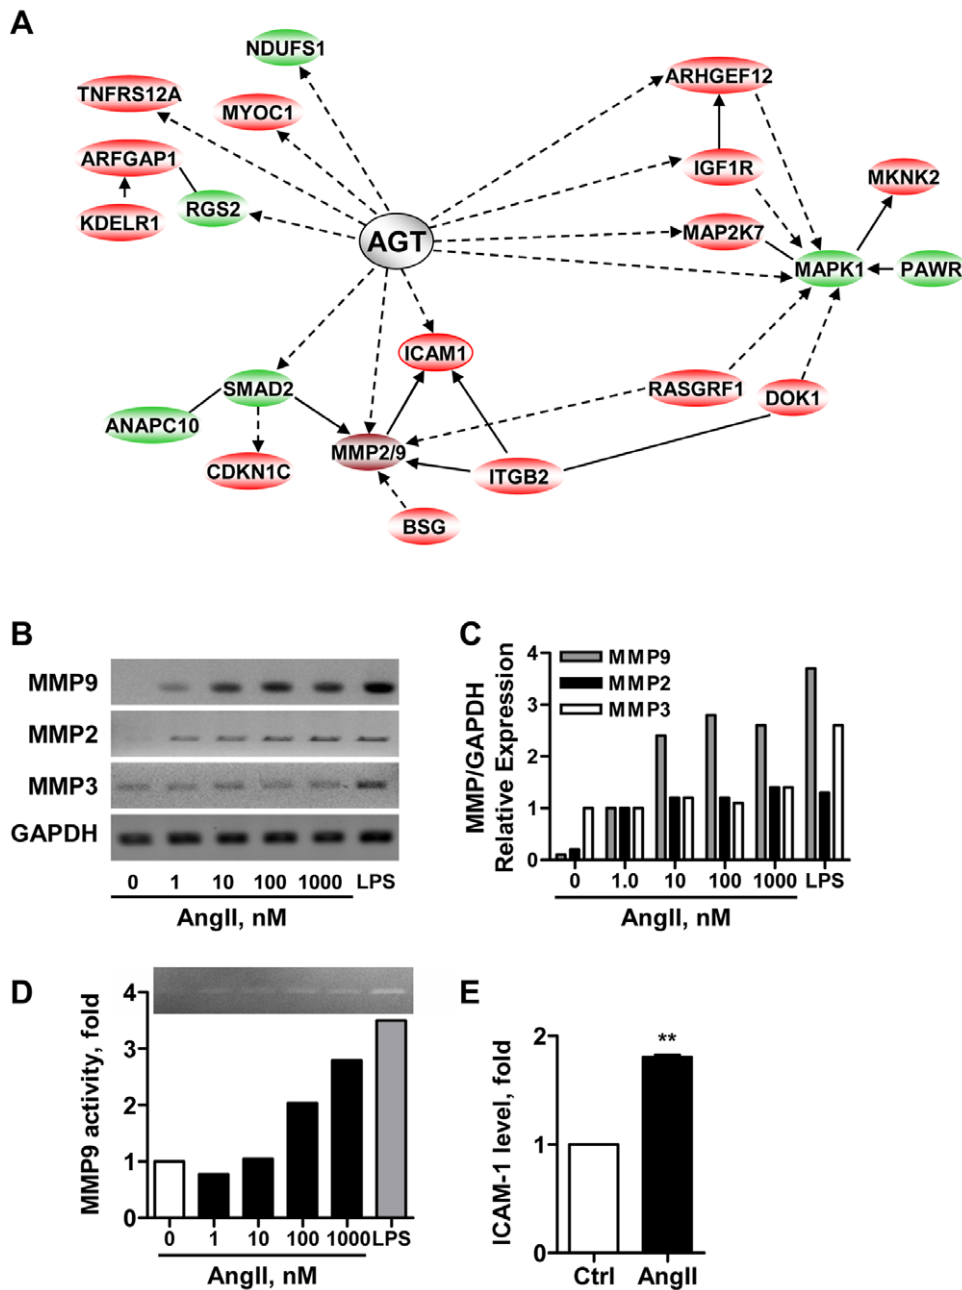 A
NDUFS1
TNFRS12A
MYOC1
ARHGEF12
ARFGAP1
IGF1R
MKNK2
KDELR1
RGS2
AGT
MAP2K7
MAPK1
PAWR
ICAM1
SMAD2
RASGRF1
DOK1
ANAPC10
MMP2/9
CDKN1C
ITGB2
BSG
B
MMP9
MMP2
MMP3
GAPDH
0 1 10 100 1000 LPS
AngII, nM
C
MMP/GAPDH
Relative Expression
4
3
2
1
0
MMP9
MMP2
MMP3
0 1.0 10 100 1000 LPS
AngII, nM
D
MMP9 activity, fold
4
3
2
1
0
0 1 10 100 1000 LPS
AngII, nM
E
ICAM-1 level, fold
2
1
0
**
Ctrl AngII